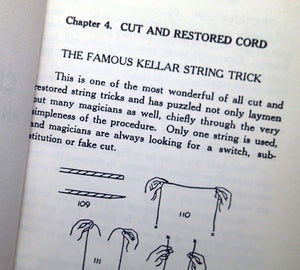 Chapter 4. CUT AND RESTORED CORD
THE FAMOUS KELLAR STRING TRICK
This is one of the most wonderful of all cut and
restored string tricks and has puzzled not only laymen
but many magicians as well, chiefly through the very
simpleness of the procedure. Only one string is used,
and magicians are always looking for a switch, sub-
stitution or fake cut.
109
110
111